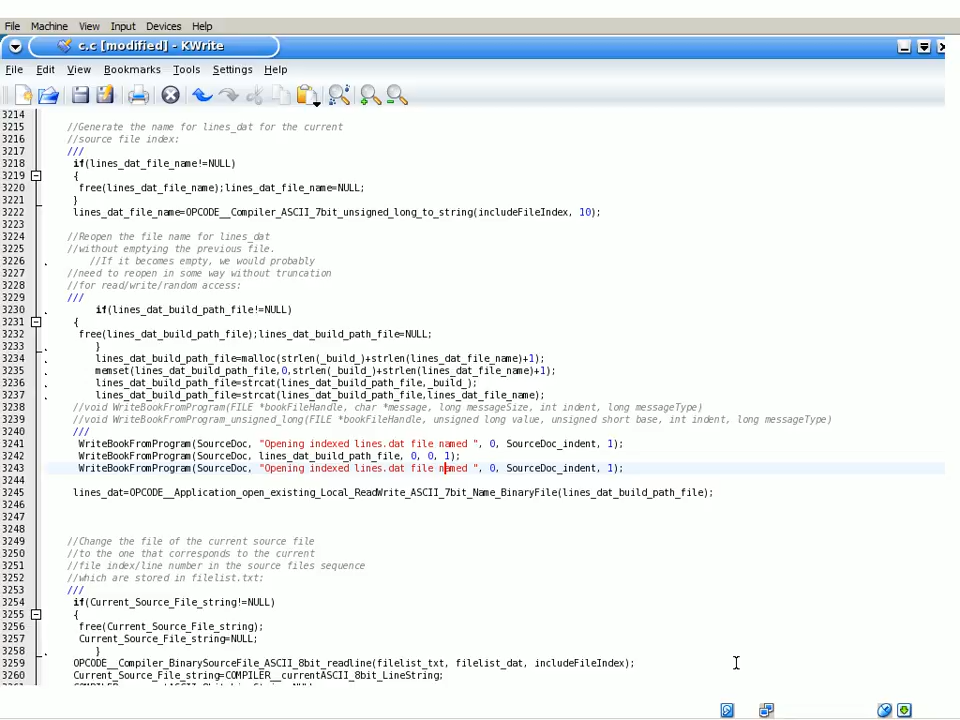 File Machine View Input Devices Help
c.c [modified] - KWrite
File Edit View Bookmarks Tools Settings Help
3214
3215 //Generate the name for lines_dat for the current
3216 //source file index:
3217 ///
3218 if(lines_dat_file_name!=NULL)
3219 {
3220 free(lines_dat_file_name);lines_dat_file_name=NULL;
3221 }
3222 lines_dat_file_name=OPCODE__Compiler_ASCII_7bit_unsigned_long_to_string(includeFileIndex, 10);
3223
3224 //Reopen the file name for lines_dat
3225 //without emptying the previous file.
3226 //If it becomes empty, we would probably
3227 //need to reopen in some way without truncation
3228 //for read/write/random access:
3229 ///
3230 if(lines_dat_build_path_file!=NULL)
3231 {
3232 free(lines_dat_build_path_file);lines_dat_build_path_file=NULL;
3233 }
3234 lines_dat_build_path_file=malloc(strlen(_build_)+strlen(lines_dat_file_name)+1);
3235 memset(lines_dat_build_path_file,0,strlen(_build_)+strlen(lines_dat_file_name)+1);
3236 lines_dat_build_path_file=strcat(lines_dat_build_path_file,_build_);
3237 lines_dat_build_path_file=strcat(lines_dat_build_path_file,lines_dat_file_name);
3238 //void WriteBookFromProgram(FILE *bookFileHandle, char *message, long messageSize, int indent, long messageType)
3239 //void WriteBookFromProgram_unsigned_long(FILE *bookFileHandle, unsigned long value, unsigned short base, int indent, long messageType)
3240 ///
3241 WriteBookFromProgram(SourceDoc, "Opening indexed lines.dat file named ", 0, SourceDoc_indent, 1);
3242 WriteBookFromProgram(SourceDoc, lines_dat_build_path_file, 0, 0, 1);
3243 WriteBookFromProgram(SourceDoc, "Opening indexed lines.dat file named ", 0, SourceDoc_indent, 1);
3244
3245 lines_dat=OPCODE__Application_open_existing_Local_ReadWrite_ASCII_7bit_Name_BinaryFile(lines_dat_build_path_file);
3246
3247
3248
3249 //Change the file of the current source file
3250 //to the one that corresponds to the current
3251 //file index/line number in the source files sequence
3252 //which are stored in filelist.txt:
3253 ///
3254 if(Current_Source_File_string!=NULL)
3255 {
3256 free(Current_Source_File_string);
3257 Current_Source_File_string=NULL;
3258 }
3259 OPCODE__Compiler_BinarySourceFile_ASCII_8bit_readline(filelist_txt, filelist_dat, includeFileIndex);
3260 Current_Source_File_string=COMPILER__currentASCII_8bit_LineString;